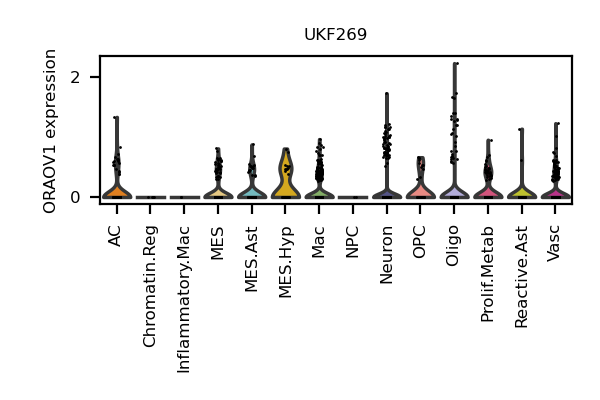 UKF269
ORAOV1 expression
2
0
AC
Chromatin.Reg
Inflammatory.Mac
MES
MES.Ast
MES.Hyp
Mac
NPC
Neuron
OPC
Oligo
Prolif.Metab
Reactive.Ast
Vasc